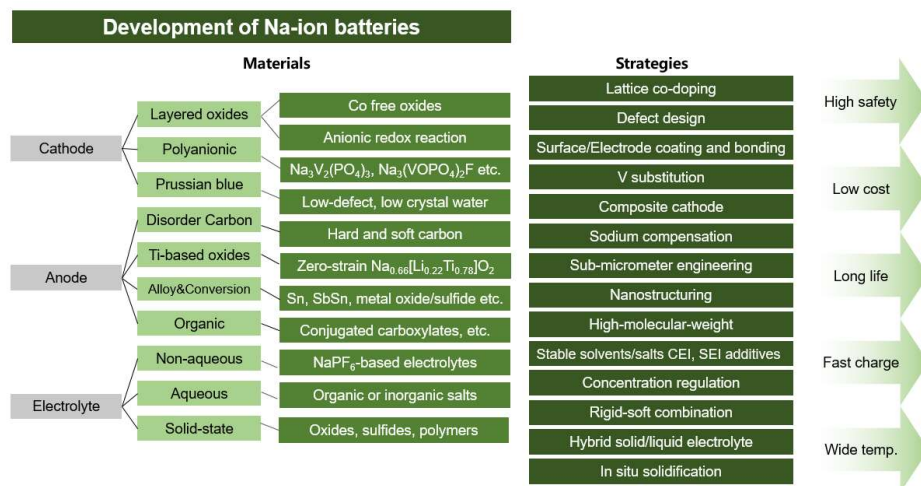 Development of Na-ion batteries
Materials
Cathode
Layered oxides
Co free oxides
Anionic redox reaction
Polyanionic
Na₃V₂(PO₄)₃, Na₃(VOPO₄)₂F etc.
Prussian blue
Low-defect, low crystal water
Anode
Disorder Carbon
Hard and soft carbon
Ti-based oxides
Zero-strain Na₀.₆₆[Li₀.₂₂Ti₀.₇₈]O₂
Alloy&Conversion
Sn, SbSn, metal oxide/sulfide etc.
Organic
Conjugated carboxylates, etc.
Electrolyte
Non-aqueous
NaPF₆-based electrolytes
Aqueous
Organic or inorganic salts
Solid-state
Oxides, sulfides, polymers
Strategies
Lattice co-doping
Defect design
Surface/Electrode coating and bonding
V substitution
Composite cathode
Sodium compensation
Sub-micrometer engineering
Nanostructuring
High-molecular-weight
Stable solvents/salts CEI, SEI additives
Concentration regulation
Rigid-soft combination
Hybrid solid/liquid electrolyte
In situ solidification
High safety
Low cost
Long life
Fast charge
Wide temp.